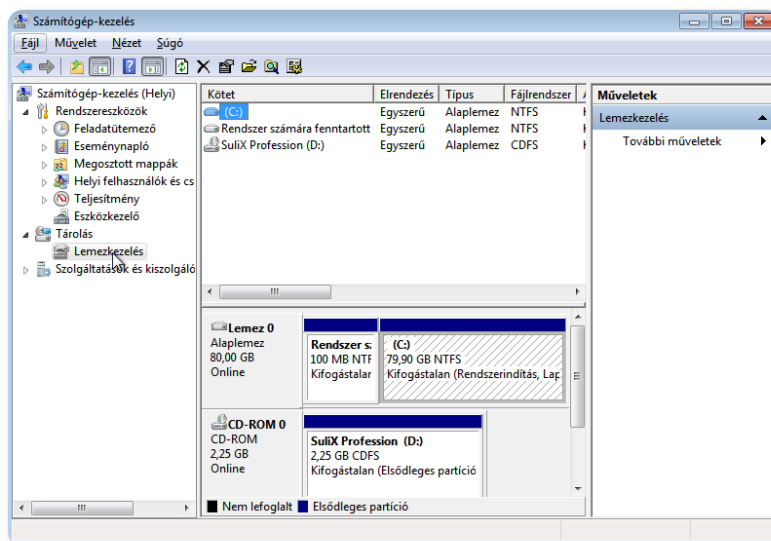 Számítógép-kezelés
Fájl Művelet Nézet Súgó
Számítógép-kezelés (Helyi)
Rendszereszközök
Feladatütemező
Eseménynapló
Megosztott mappák
Helyi felhasználók és cs
Teljesítmény
Eszközkezelő
Tárolás
Lemezkezelés
Szolgáltatások és kiszolgáló
Kötet Elrendezés Típus Fájlrendszer
(C:) Egyszerű Alaplemez NTFS
Rendszer számára fenntartott Egyszerű Alaplemez NTFS
SuliX Profession (D:) Egyszerű Alaplemez CDFS
Lemez 0
Alaplemez
80,00 GB
Online
Rendszer s
100 MB NTF
Kifogástalar
(C:)
79,90 GB NTFS
Kifogástalan (Rendszerindítás, Lap
CD-ROM 0
CD-ROM
2,25 GB
Online
SuliX Profession (D:)
2,25 GB CDFS
Kifogástalan (Elsődleges partíció
Nem lefoglalt Elsődleges partíció
Műveletek
Lemezkezelés
További műveletek